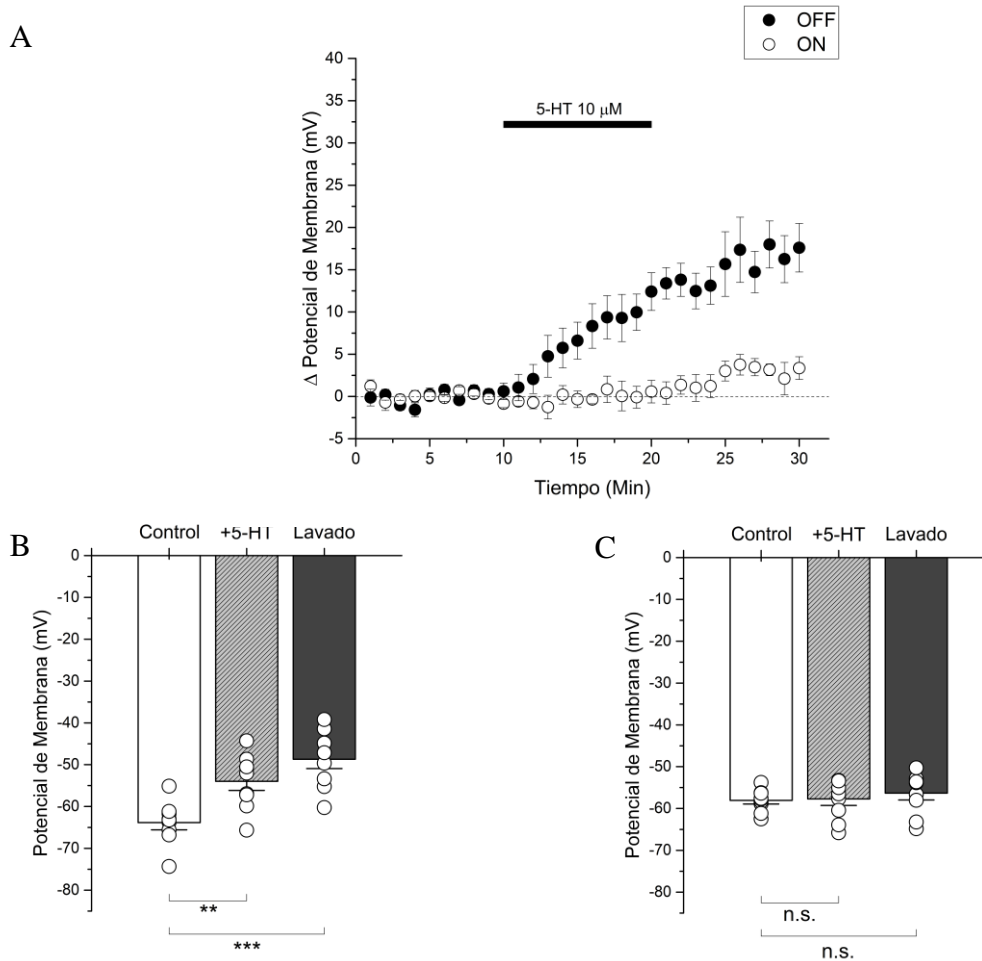 A
OFF
ON
Δ Potencial de Membrana (mV)
40
35
30
25
20
15
10
5
0
-5
5-HT 10 μM
0 5 10 15 20 25 30
Tiempo (Min)
B
Control +5-HT Lavado
Potencial de Membrana (mV)
0
-10
-20
-30
-40
-50
-60
-70
-80
**
***
C
Control +5-HT Lavado
Potencial de Membrana (mV)
0
-10
-20
-30
-40
-50
-60
-70
-80
n.s.
n.s.